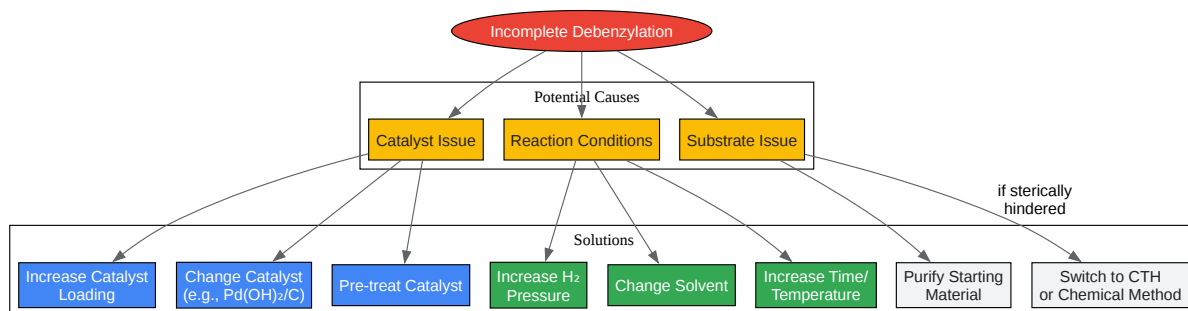 Incomplete Debenzylation
Potential Causes
Catalyst Issue
Reaction Conditions
Substrate Issue
if sterically
hindered
Solutions
Increase Catalyst
Loading
Change Catalyst
(e.g., Pd(OH)₂/C)
Pre-treat Catalyst
Increase H₂
Pressure
Change Solvent
Increase Time/
Temperature
Purify Starting
Material
Switch to CTH
or Chemical Method